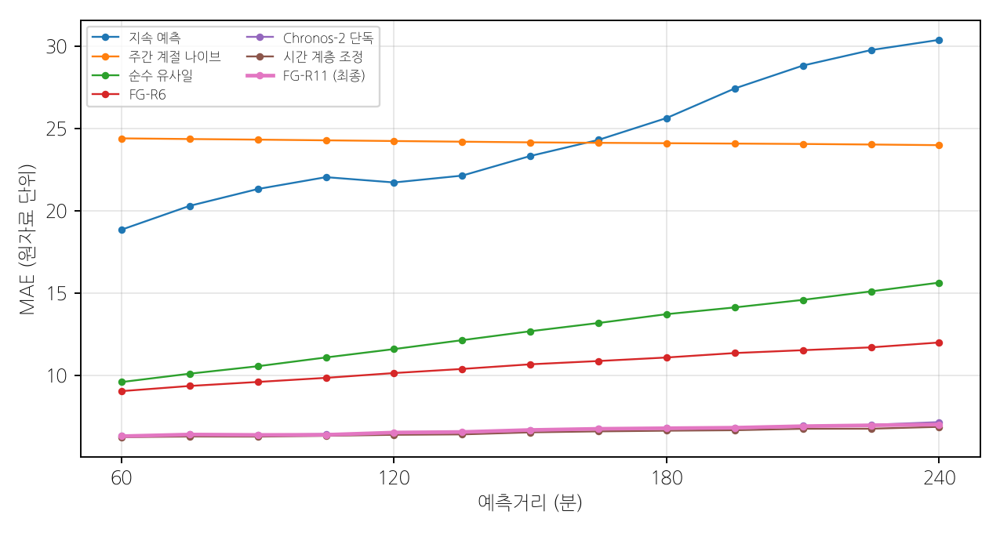 지속 예측
주간 계절 나이브
순수 유사일
FG-R6
Chronos-2 단독
시간 계층 조정
FG-R11 (최종)
MAE (원자료 단위)
30
25
20
15
10
60 120 180 240
예측거리 (분)